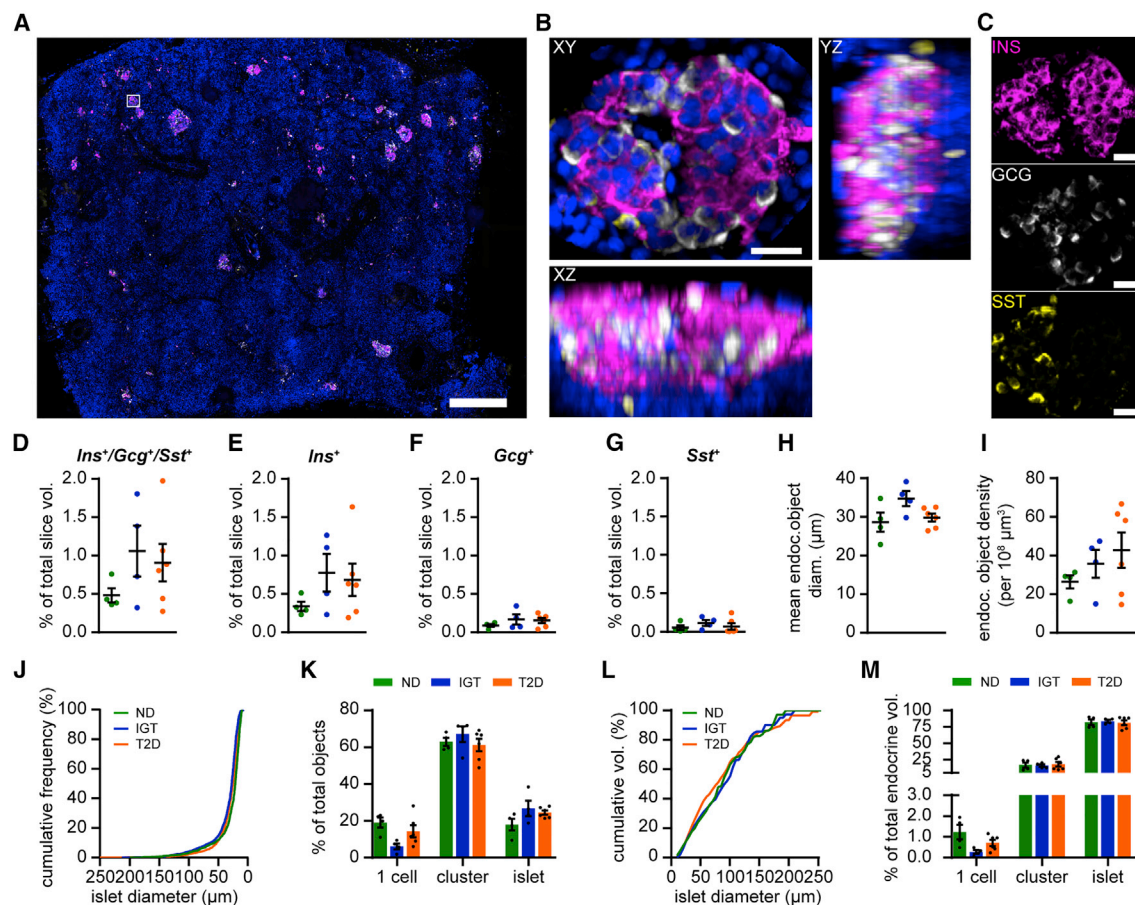 A
B
XY
YZ
XZ
C
INS
GCG
SST
D
Ins+/Gcg+/Sst+
% of total slice vol.
2.0
1.5
1.0
0.5
0.0
E
Ins+
% of total slice vol.
2.0
1.5
1.0
0.5
0.0
F
Gcg+
% of total slice vol.
2.0
1.5
1.0
0.5
0.0
G
Sst+
% of total slice vol.
2.0
1.5
1.0
0.5
0.0
H
mean endoc.object
diam. (µm)
40
30
20
10
0
I
endoc. object density
(per 10⁸ µm³)
80
60
40
20
0
J
cumulative frequency (%)
100
80
60
40
20
0
ND
IGT
T2D
250 200 150 100 50 0
islet diameter (µm)
K
ND IGT T2D
% of total objects
80
60
40
20
0
1 cell cluster islet
L
cumulative vol. (%)
100
80
60
40
20
0
ND
IGT
T2D
0 50 100 150 200 250
islet diameter (µm)
M
ND IGT T2D
% of total endocrine vol.
100
75
50
25
5
3.0
2.0
1.0
0.0
1 cell cluster islet